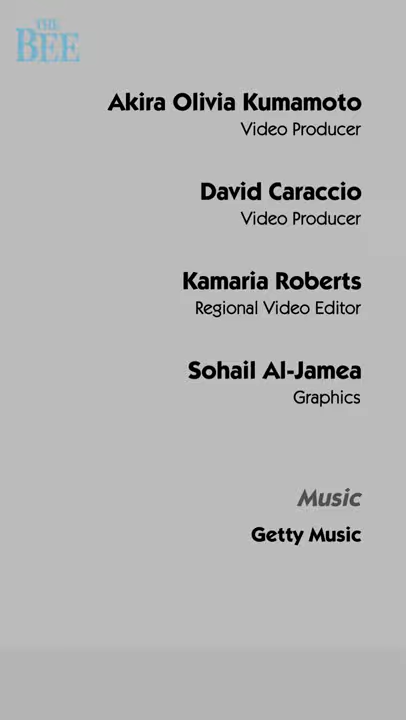 THE
BEE
Akira Olivia Kumamoto
Video Producer
David Caraccio
Video Producer
Kamaria Roberts
Regional Video Editor
Sohail Al-Jamea
Graphics
Music
Getty Music